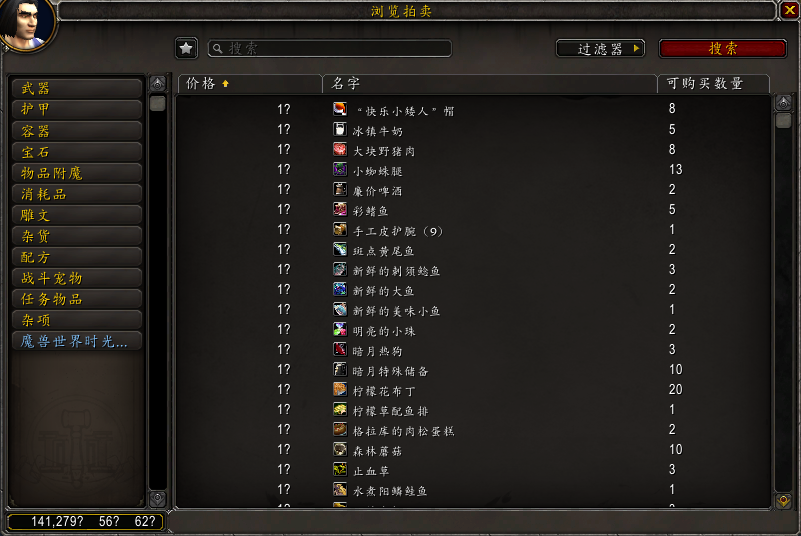 浏览拍卖
搜索
过滤器
搜索
武器
护甲
容器
宝石
物品附魔
消耗品
雕文
杂货
配方
战斗宠物
任务物品
杂项
魔兽世界时光...
价格 名字 可购买数量
1? “快乐小矮人”帽 8
1? 冰镇牛奶 5
1? 大块野猪肉 8
1? 小蜘蛛腿 13
1? 廉价啤酒 2
1? 彩鳍鱼 5
1? 手工皮护腕（9） 1
1? 斑点黄尾鱼 2
1? 新鲜的刺须鲶鱼 3
1? 新鲜的大鱼 2
1? 新鲜的美味小鱼 1
1? 明亮的小珠 2
1? 暗月热狗 3
1? 暗月特殊储备 10
1? 柠檬花布丁 20
1? 柠檬草配鱼排 1
1? 格拉库的肉松蛋糕 2
1? 森林蘑菇 10
1? 止血草 3
1? 水煮阳鳞鲑鱼 1
141,279? 56? 62?